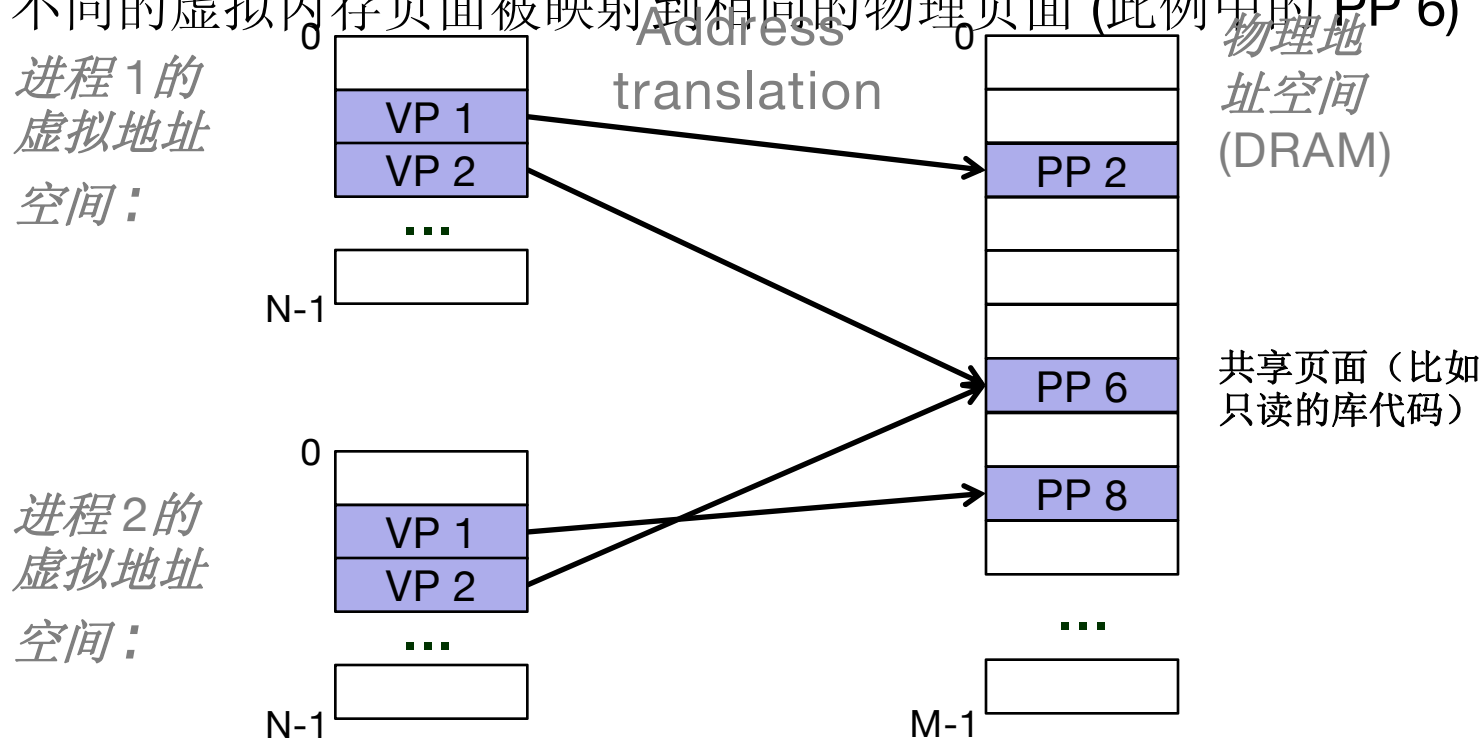 不同的虚拟内存页面被映射到相同的物理页面 (此例中的 PP 6)
Address
translation
进程 1的
虚拟地址
空间：
0
VP 1
VP 2
...
N-1
0
物理地
址空间
(DRAM)
PP 2
PP 6
共享页面（比如
只读的库代码）
PP 8
...
M-1
进程 2的
虚拟地址
空间：
0
VP 1
VP 2
...
N-1